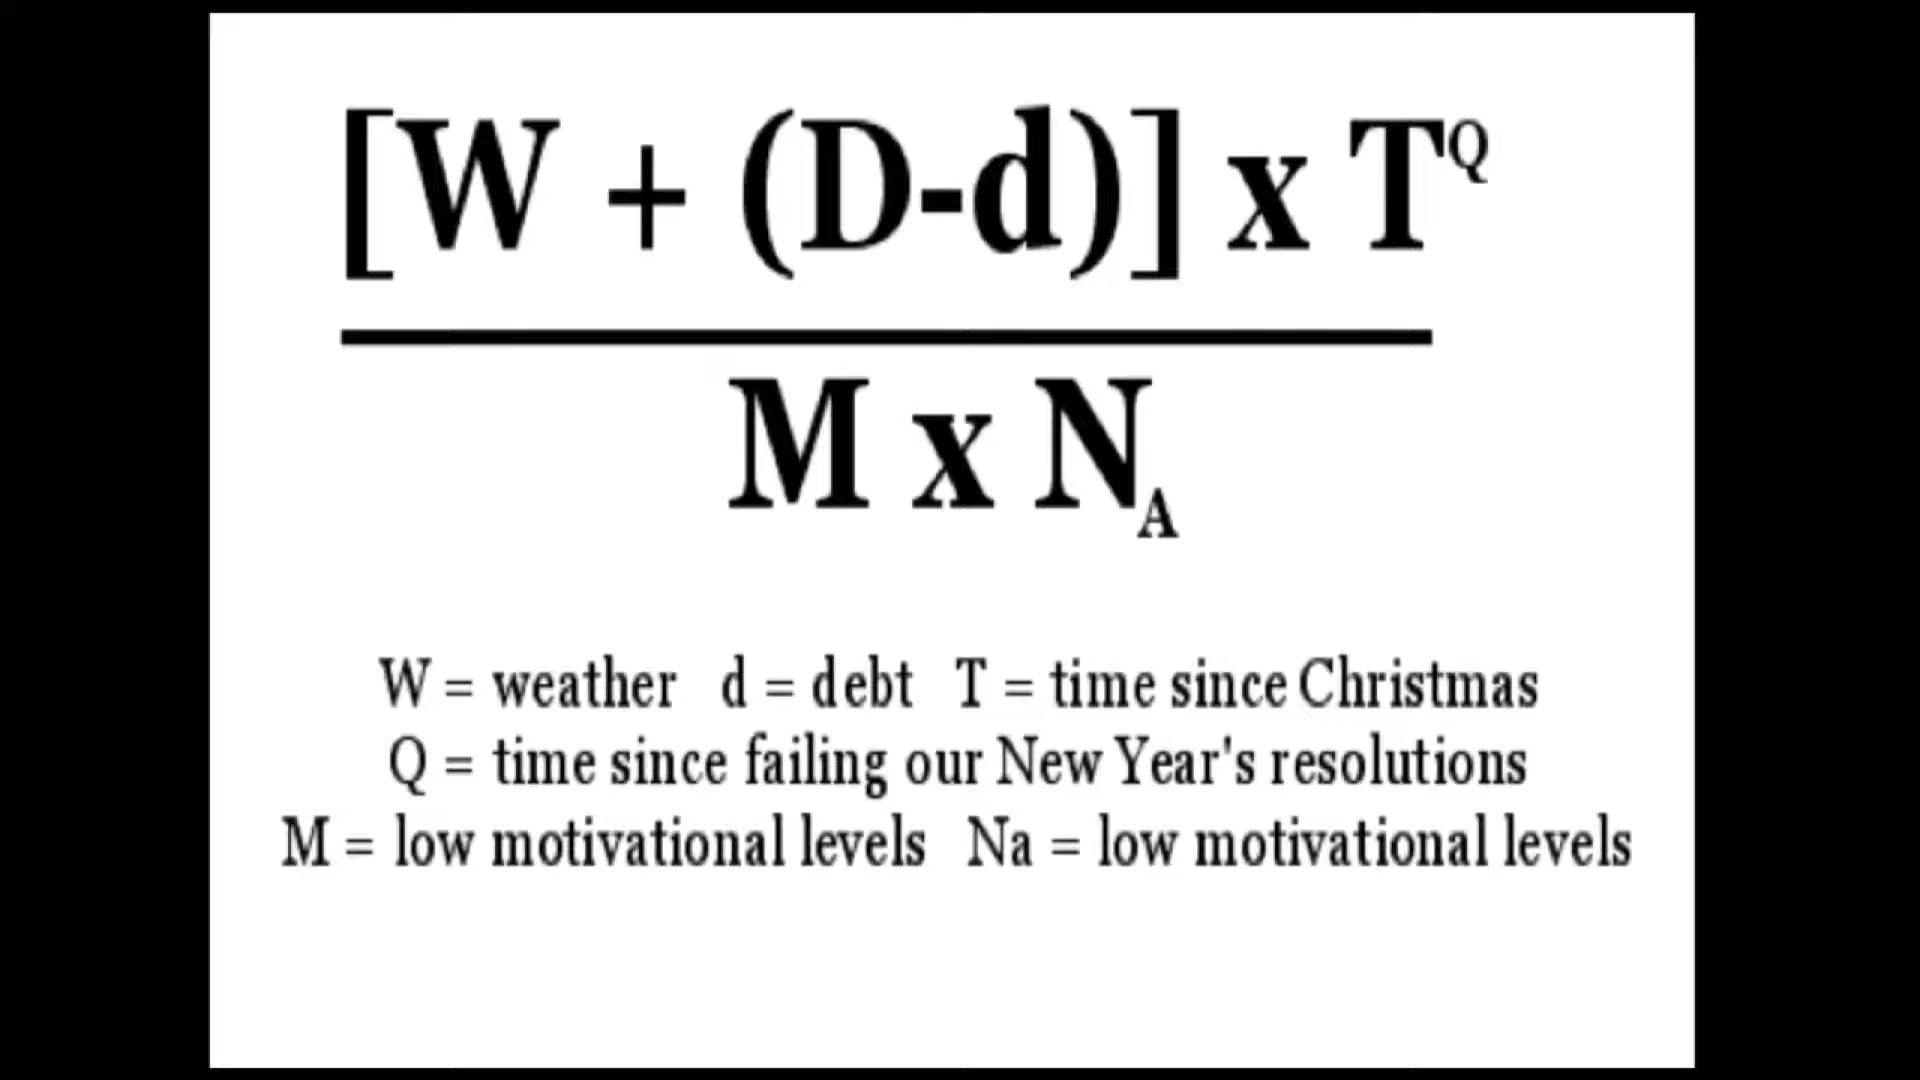 [W + (D-d)] x T^Q
M x N_A
W = weather d = debt T = time since Christmas
Q = time since failing our New Year's resolutions
M = low motivational levels Na = low motivational levels